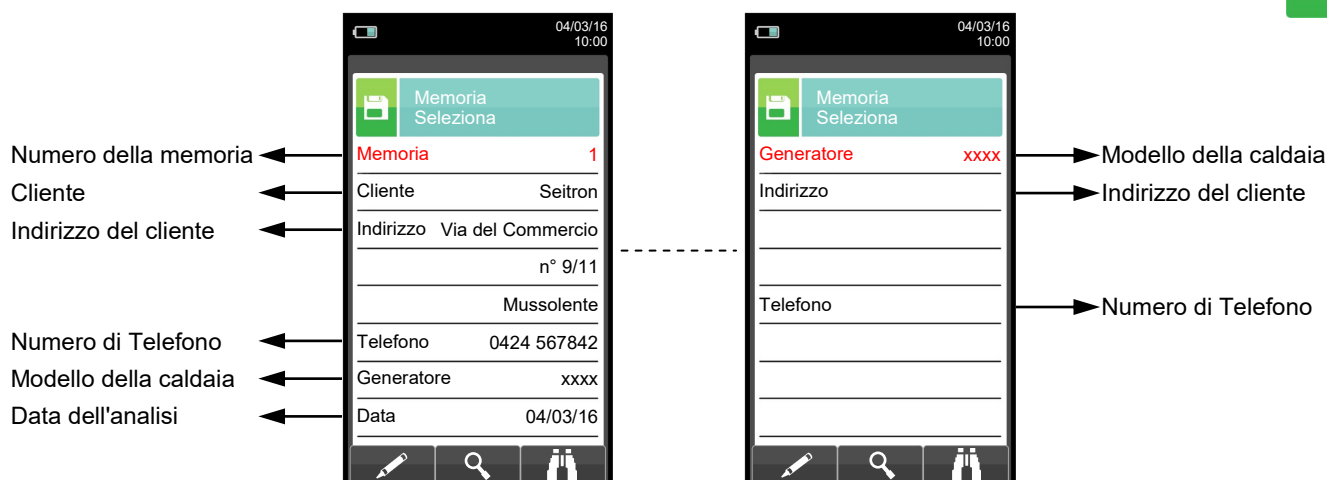 04/03/16
10:00
Memoria
Seleziona
Numero della memoria
Memoria 1
Cliente
Cliente Seitron
Indirizzo del cliente
Indirizzo Via del Commercio
n° 9/11
Mussolente
Numero di Telefono
Telefono 0424 567842
Modello della caldaia
Generatore xxxx
Data dell'analisi
Data 04/03/16
04/03/16
10:00
Memoria
Seleziona
Generatore xxxx
Modello della caldaia
Indirizzo
Indirizzo del cliente
Telefono
Numero di Telefono